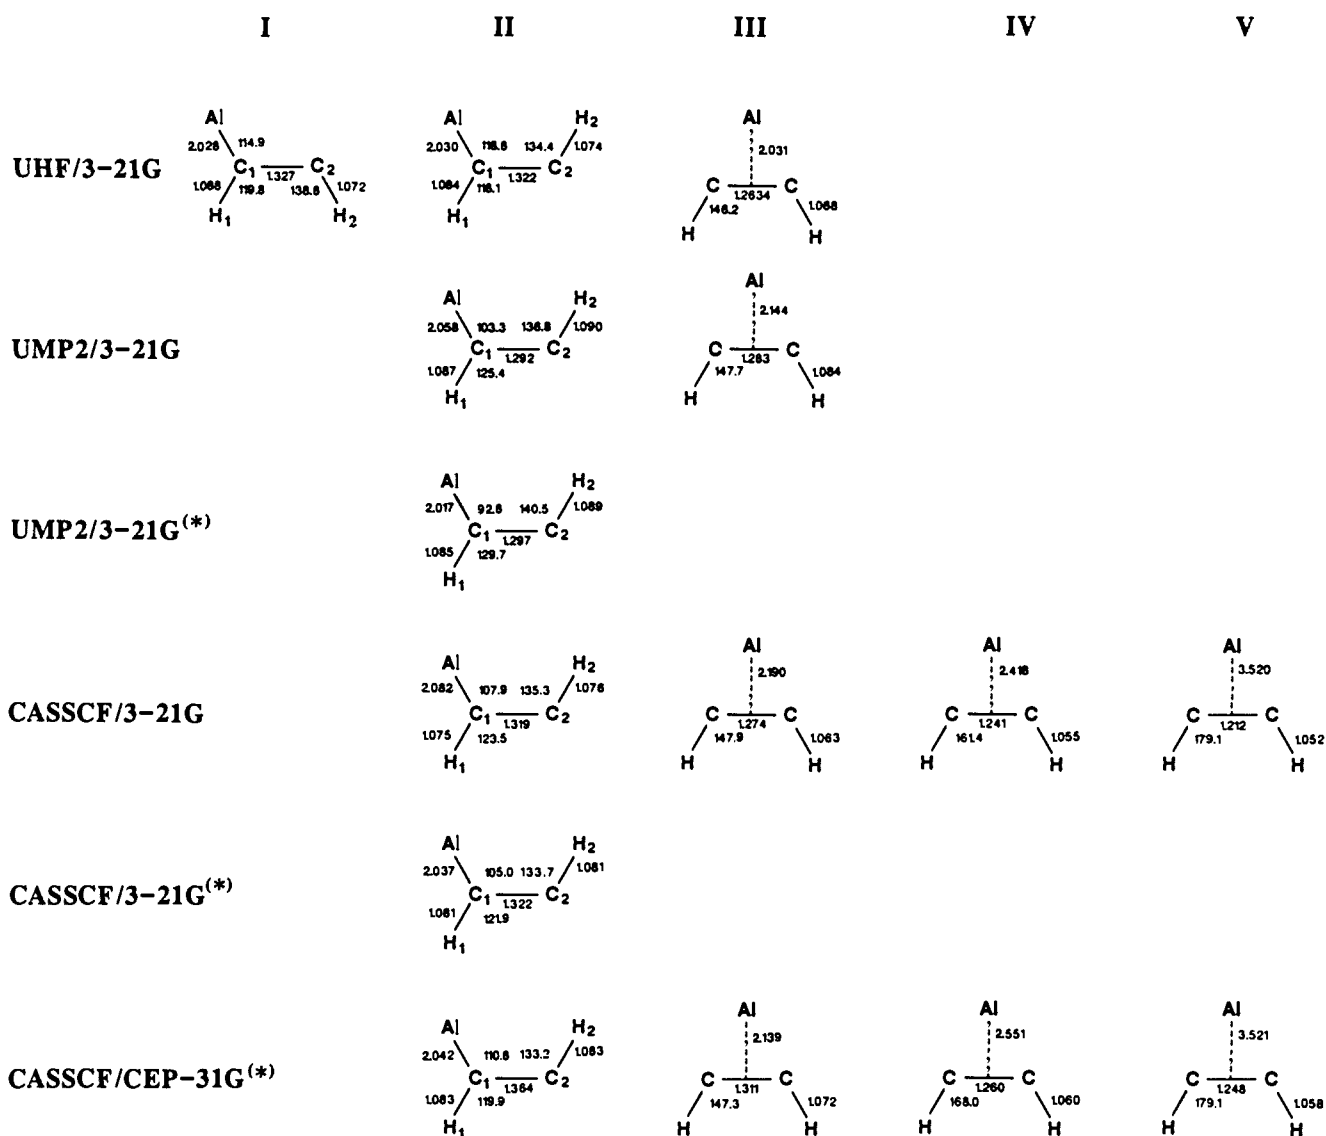 I II III IV V
Al Al H₂ Al
2.026 114.9 2.030 118.6 134.4 1.074 2.031
UHF/3-21G C₁ 1.327 C₂ C₁ 1.322 C₂ C 1.2634 C
1.088 119.8 138.6 1.072 1.084 118.1 146.2 1.068
H₁ H₂ H₁ H H
Al H₂ Al
2.058 103.3 136.8 1.090 2.144
UMP2/3-21G C₁ 1.292 C₂ C 1.283 C
1.087 125.4 147.7 1.084
H₁ H H
Al H₂
2.017 92.6 140.5 1.089
UMP2/3-21G(*) C₁ 1.297 C₂
1.085 129.7
H₁
Al H₂ Al Al Al
2.082 107.9 135.3 1.076 2.190 2.418 3.520
CASSCF/3-21G C₁ 1.319 C₂ C 1.274 C C 1.241 C C 1.212 C
1.075 123.5 147.9 1.063 161.4 1.055 179.1 1.052
H₁ H H H H H H
Al H₂
2.037 105.0 133.7 1.081
CASSCF/3-21G(*) C₁ 1.322 C₂
1.081 121.9
H₁
Al H₂ Al Al Al
2.042 110.8 133.2 1.083 2.139 2.551 3.521
CASSCF/CEP-31G(*) C₁ 1.364 C₂ C 1.311 C C 1.260 C C 1.248 C
1.083 119.9 147.3 1.072 168.0 1.060 179.1 1.058
H₁ H H H H H H